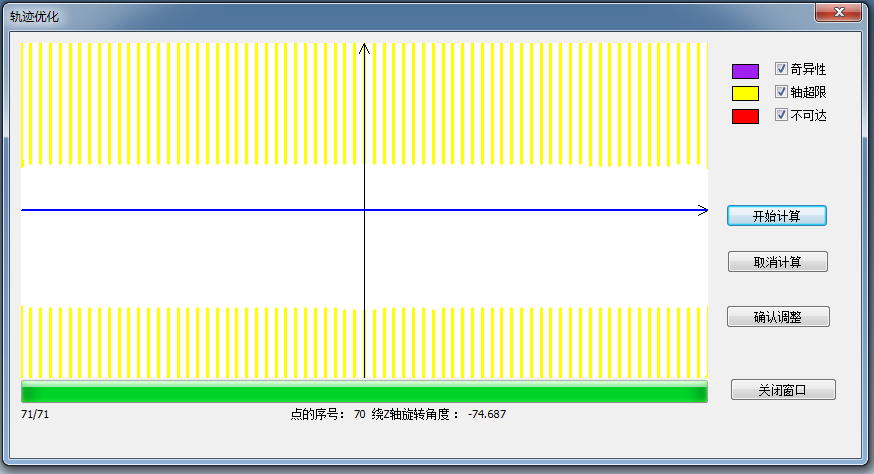 轨迹优化
奇异性
轴超限
不可达
开始计算
取消计算
确认调整
关闭窗口
71/71
点的序号: 70 绕Z轴旋转角度: -74.687